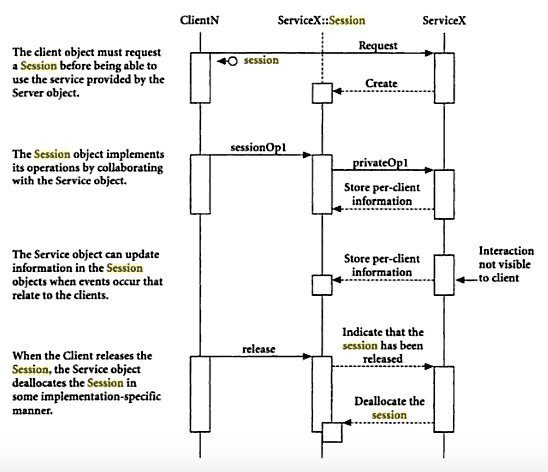 ClientN ServiceX::Session ServiceX
The client object must request
a Session before being able to
use the service provided by the
Server object.
Request
session
Create
The Session object implements
its operations by collaborating
with the Service object.
sessionOp1
privateOp1
Store per-client
information
The Service object can update
information in the Session
objects when events occur that
relate to the clients.
Store per-client
information
Interaction
not visible
to client
When the Client releases the
Session, the Service object
deallocates the Session in
some implementation-specific
manner.
release
Indicate that the
session has been
released
Deallocate the
session